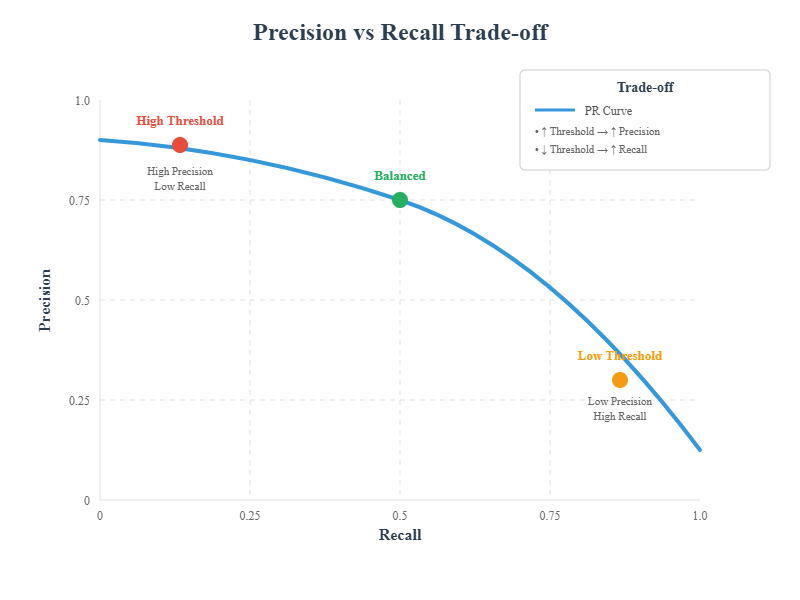 Precision vs Recall Trade-off
Trade-off
PR Curve
• ↑ Threshold → ↑ Precision
• ↓ Threshold → ↑ Recall
1.0
High Threshold
High Precision
Low Recall
Balanced
0.75
Precision
0.5
Low Threshold
Low Precision
High Recall
0.25
0
0
0.25
0.5
0.75
1.0
Recall